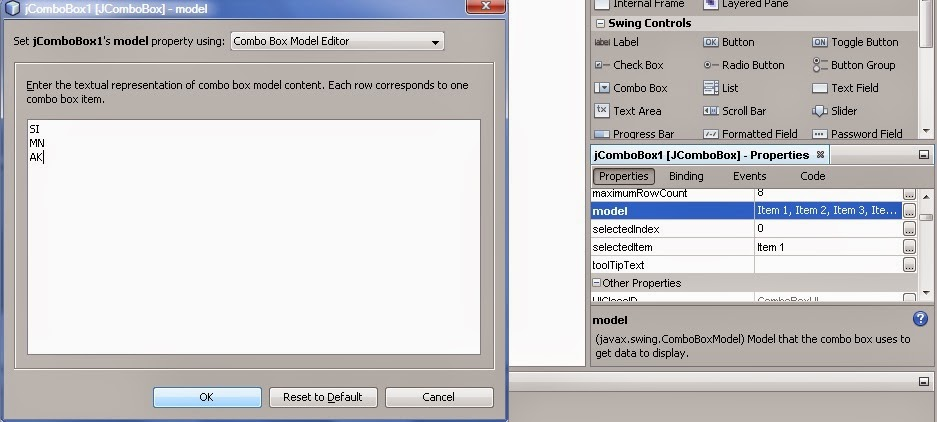 jComboBox1 [JComboBox] - model
Set jComboBox1's model property using: Combo Box Model Editor
Enter the textual representation of combo box model content. Each row corresponds to one
combo box item.
SI
MN
AK
OK Reset to Default Cancel
Internal Frame Layered Pane
Swing Controls
label Label OK Button ON Toggle Button
Check Box Radio Button Button Group
Combo Box List Text Field
tx Text Area Scroll Bar Slider
Progress Bar Formatted Field Password Field
jComboBox1 [JComboBox] - Properties
Properties Binding Events Code
maximumRowCount 8 ...
model Item 1, Item 2, Item 3, Ite... ...
selectedIndex 0 ...
selectedItem Item 1 ...
toolTipText ...
Other Properties
UIClassID ComboBoxUI ...
model
(javax.swing.ComboBoxModel) Model that the combo box uses to
get data to display.